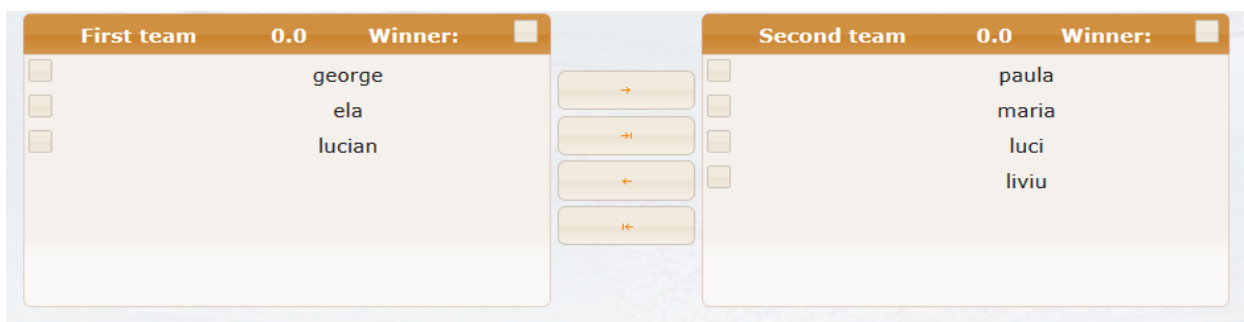 First team 0.0 Winner:
george
ela
lucian
Second team 0.0 Winner:
paula
maria
luci
liviu